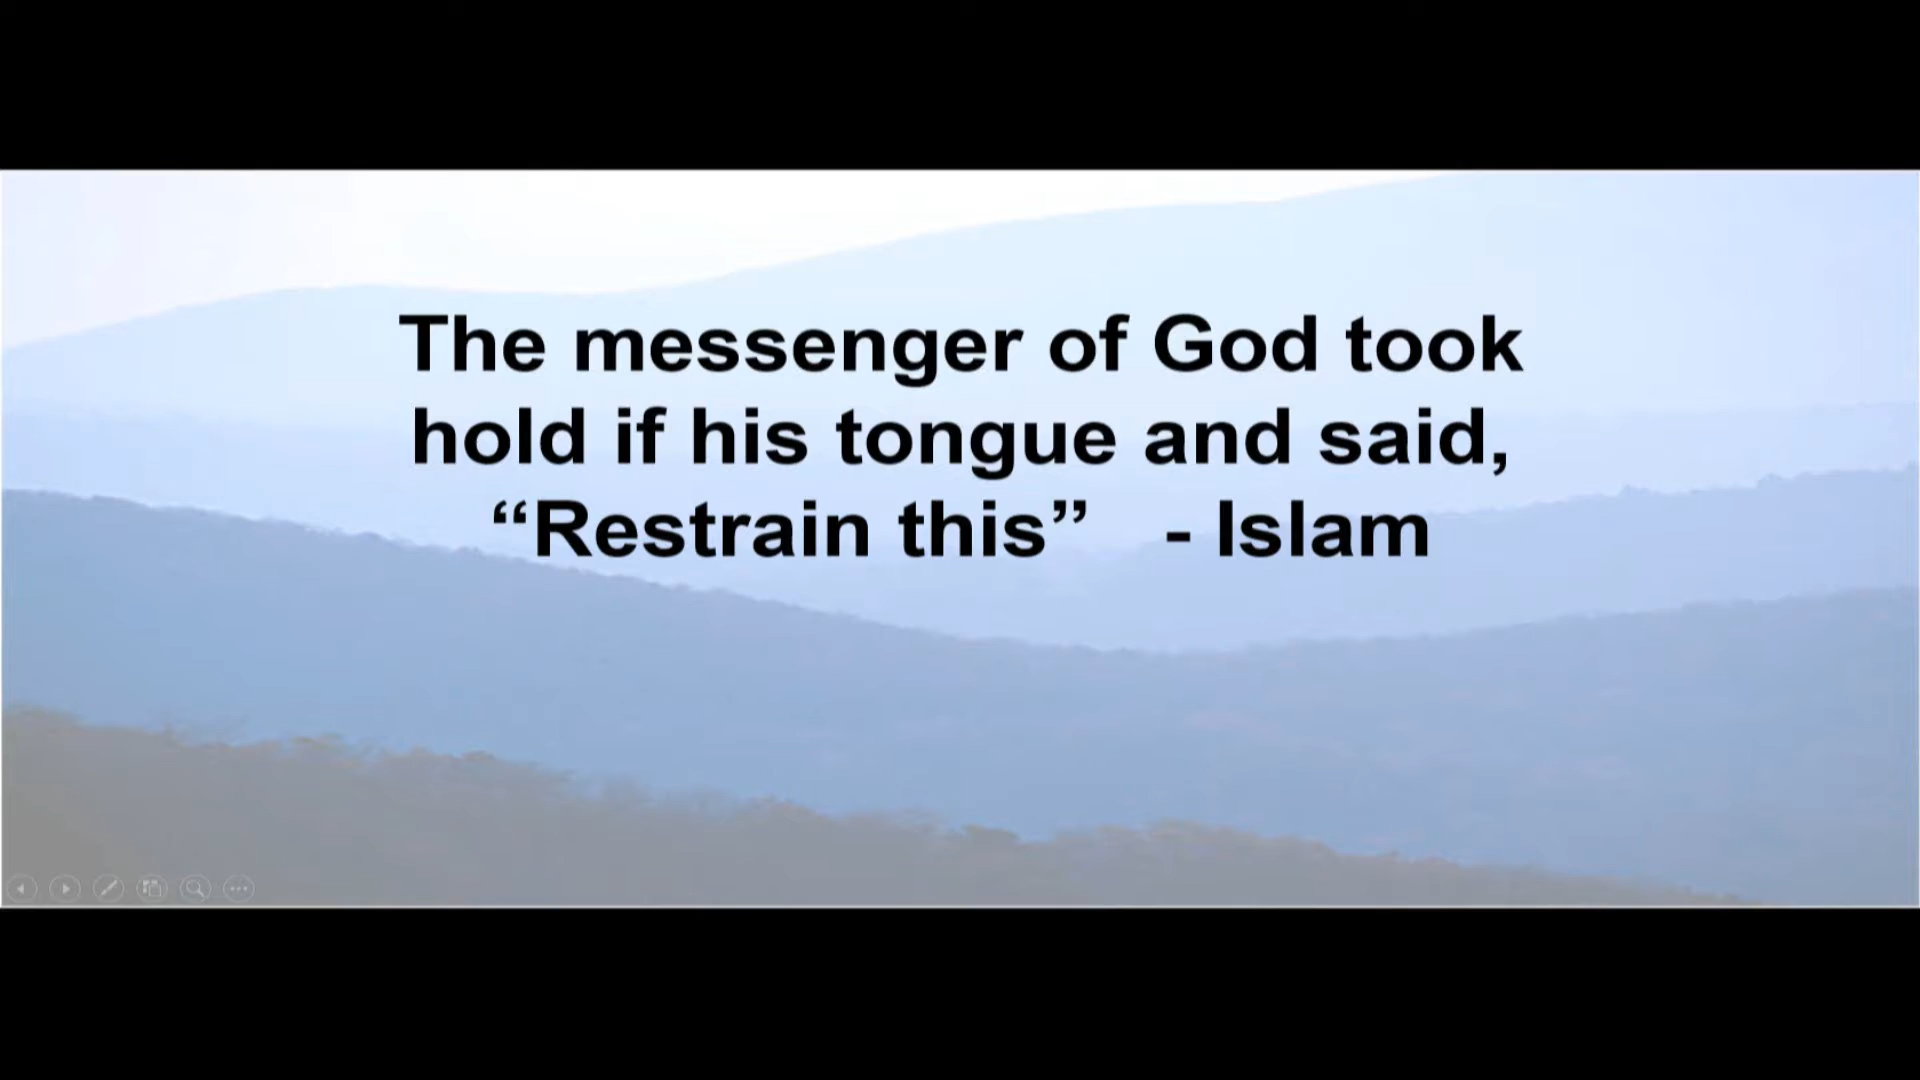 The messenger of God took
hold if his tongue and said,
“Restrain this”   - Islam